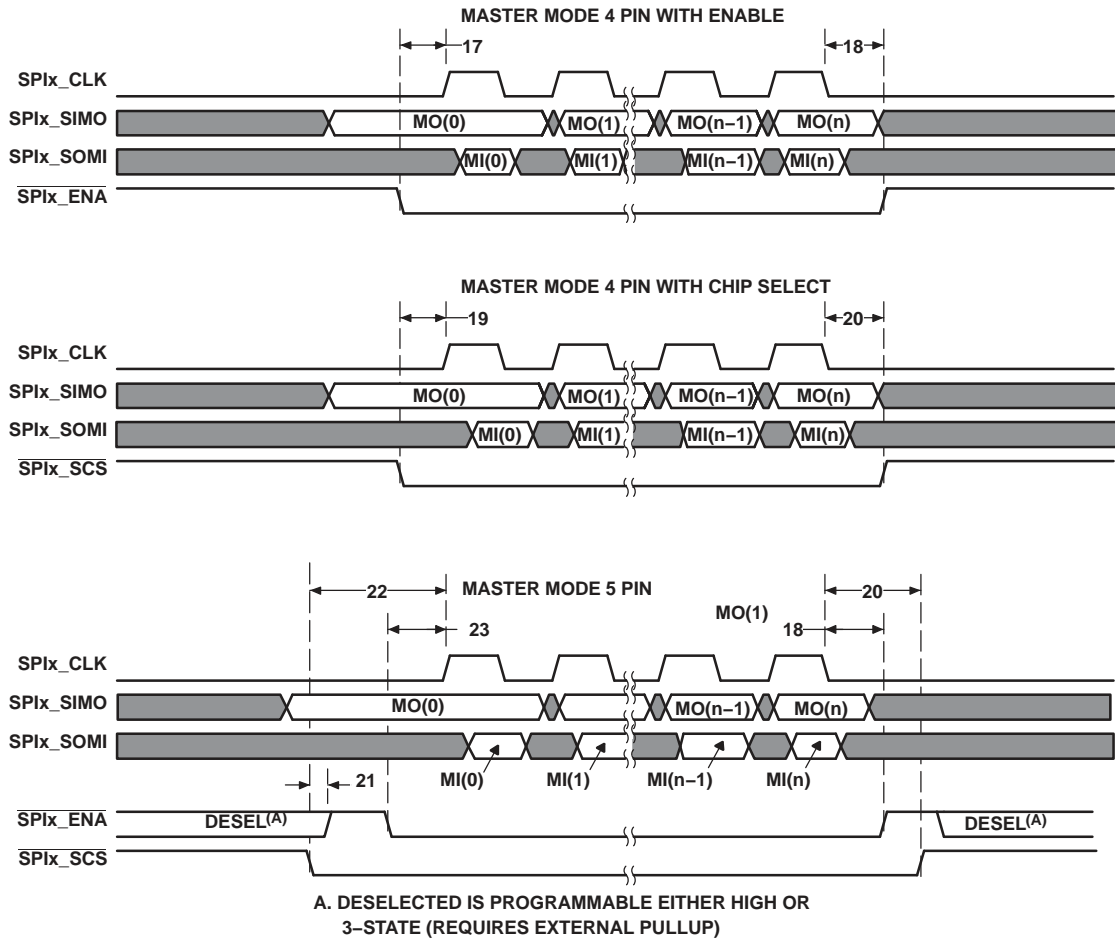 MASTER MODE 4 PIN WITH ENABLE
17
18
SPIx_CLK
SPIx_SIMO
MO(0)
MO(1)
MO(n−1)
MO(n)
SPIx_SOMI
MI(0)
MI(1)
MI(n−1)
MI(n)
SPIx_ENA
MASTER MODE 4 PIN WITH CHIP SELECT
19
20
SPIx_CLK
SPIx_SIMO
MO(0)
MO(1)
MO(n−1)
MO(n)
SPIx_SOMI
MI(0)
MI(1)
MI(n−1)
MI(n)
SPIx_SCS
22
MASTER MODE 5 PIN
20
MO(1)
23
18
SPIx_CLK
SPIx_SIMO
MO(0)
MO(n−1)
MO(n)
SPIx_SOMI
MI(0)
MI(1)
MI(n−1)
MI(n)
21
SPIx_ENA
DESEL(A)
DESEL(A)
SPIx_SCS
A. DESELECTED IS PROGRAMMABLE EITHER HIGH OR
3−STATE (REQUIRES EXTERNAL PULLUP)